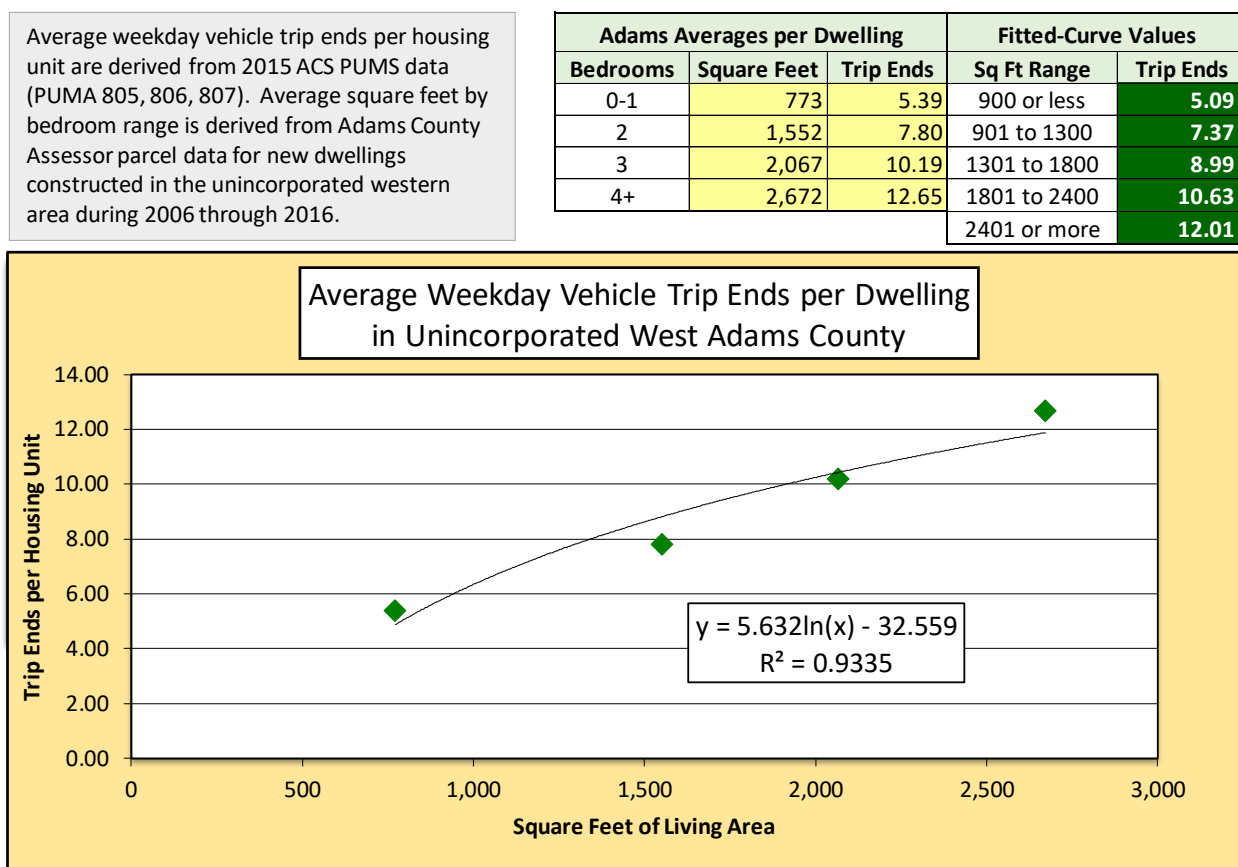 Average weekday vehicle trip ends per housing
unit are derived from 2015 ACS PUMS data
(PUMA 805, 806, 807).  Average square feet by
bedroom range is derived from Adams County
Assessor parcel data for new dwellings
constructed in the unincorporated western
area during 2006 through 2016.
Adams Averages per Dwelling Fitted-Curve Values
Bedrooms Square Feet Trip Ends Sq Ft Range Trip Ends
0-1 773 5.39 900 or less 5.09
2 1,552 7.80 901 to 1300 7.37
3 2,067 10.19 1301 to 1800 8.99
4+ 2,672 12.65 1801 to 2400 10.63
2401 or more 12.01
Average Weekday Vehicle Trip Ends per Dwelling
in Unincorporated West Adams County
Trip Ends per Housing Unit
14.00
12.00
10.00
8.00
6.00
4.00
2.00
0.00
y = 5.632ln(x) - 32.559
R² = 0.9335
0 500 1,000 1,500 2,000 2,500 3,000
Square Feet of Living Area